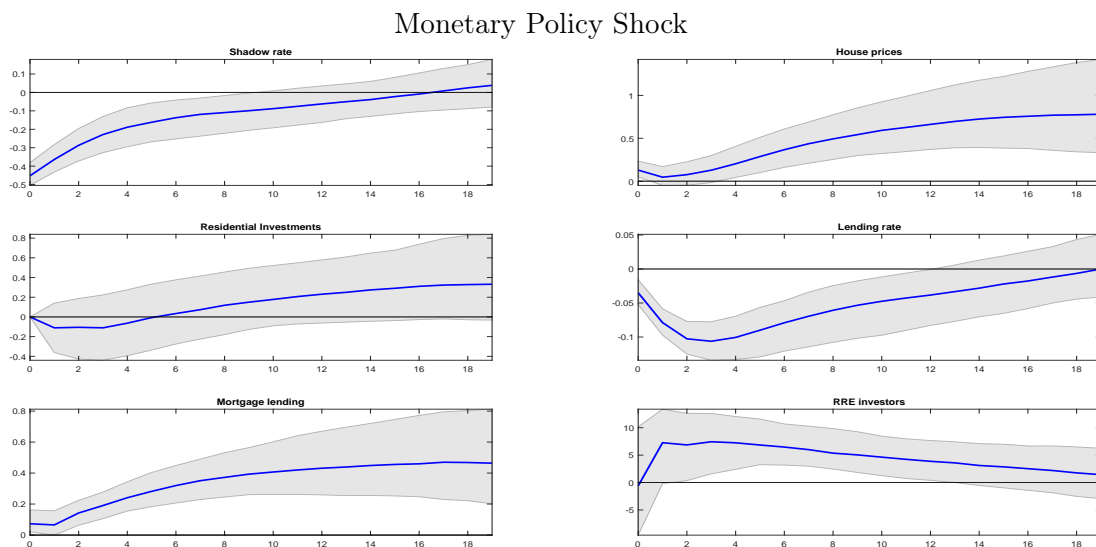 Monetary Policy Shock
Shadow rate
0.1
0
-0.1
-0.2
-0.3
-0.4
-0.5
0 2 4 6 8 10 12 14 16 18
House prices
1
0.5
0
0 2 4 6 8 10 12 14 16 18
Residential Investments
0.8
0.6
0.4
0.2
0
-0.2
-0.4
0 2 4 6 8 10 12 14 16 18
Lending rate
0.05
0
-0.05
-0.1
0 2 4 6 8 10 12 14 16 18
Mortgage lending
0.8
0.6
0.4
0.2
0
0 2 4 6 8 10 12 14 16 18
RRE investors
10
5
0
-5
0 2 4 6 8 10 12 14 16 18